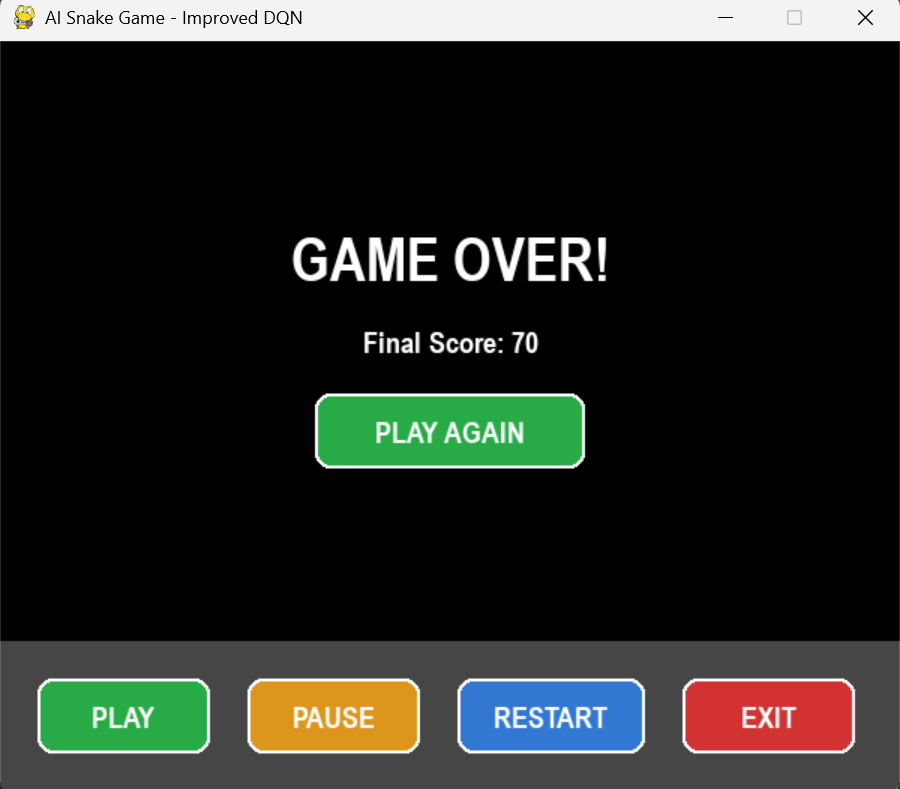 AI Snake Game - Improved DQN
GAME OVER!
Final Score: 70
PLAY AGAIN
PLAY PAUSE RESTART EXIT